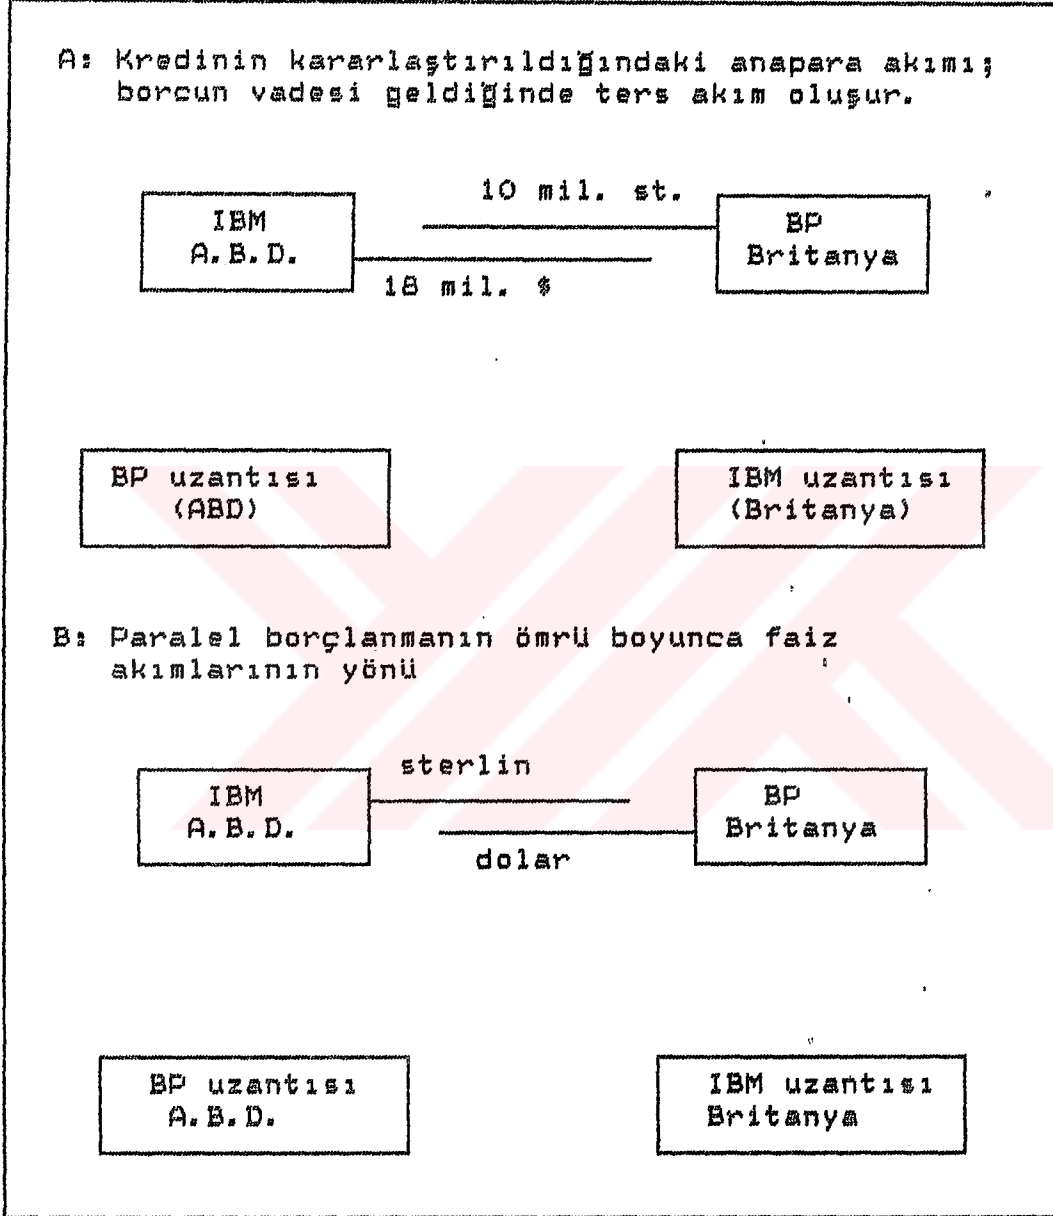 A: Kredinin kararlaştırıldığındaki anapara akımı;
borcun vadesi geldiğinde ters akım oluşur.
10 mil. st.
IBM
A.B.D.
BP
Britanya
18 mil. $
BP uzantısı
(ABD)
IBM uzantısı
(Britanya)
B: Paralel borçlanmanın ömrü boyunca faiz
akımlarının yönü
sterlin
IBM
A.B.D.
BP
Britanya
dolar
BP uzantısı
A.B.D.
IBM uzantısı
Britanya